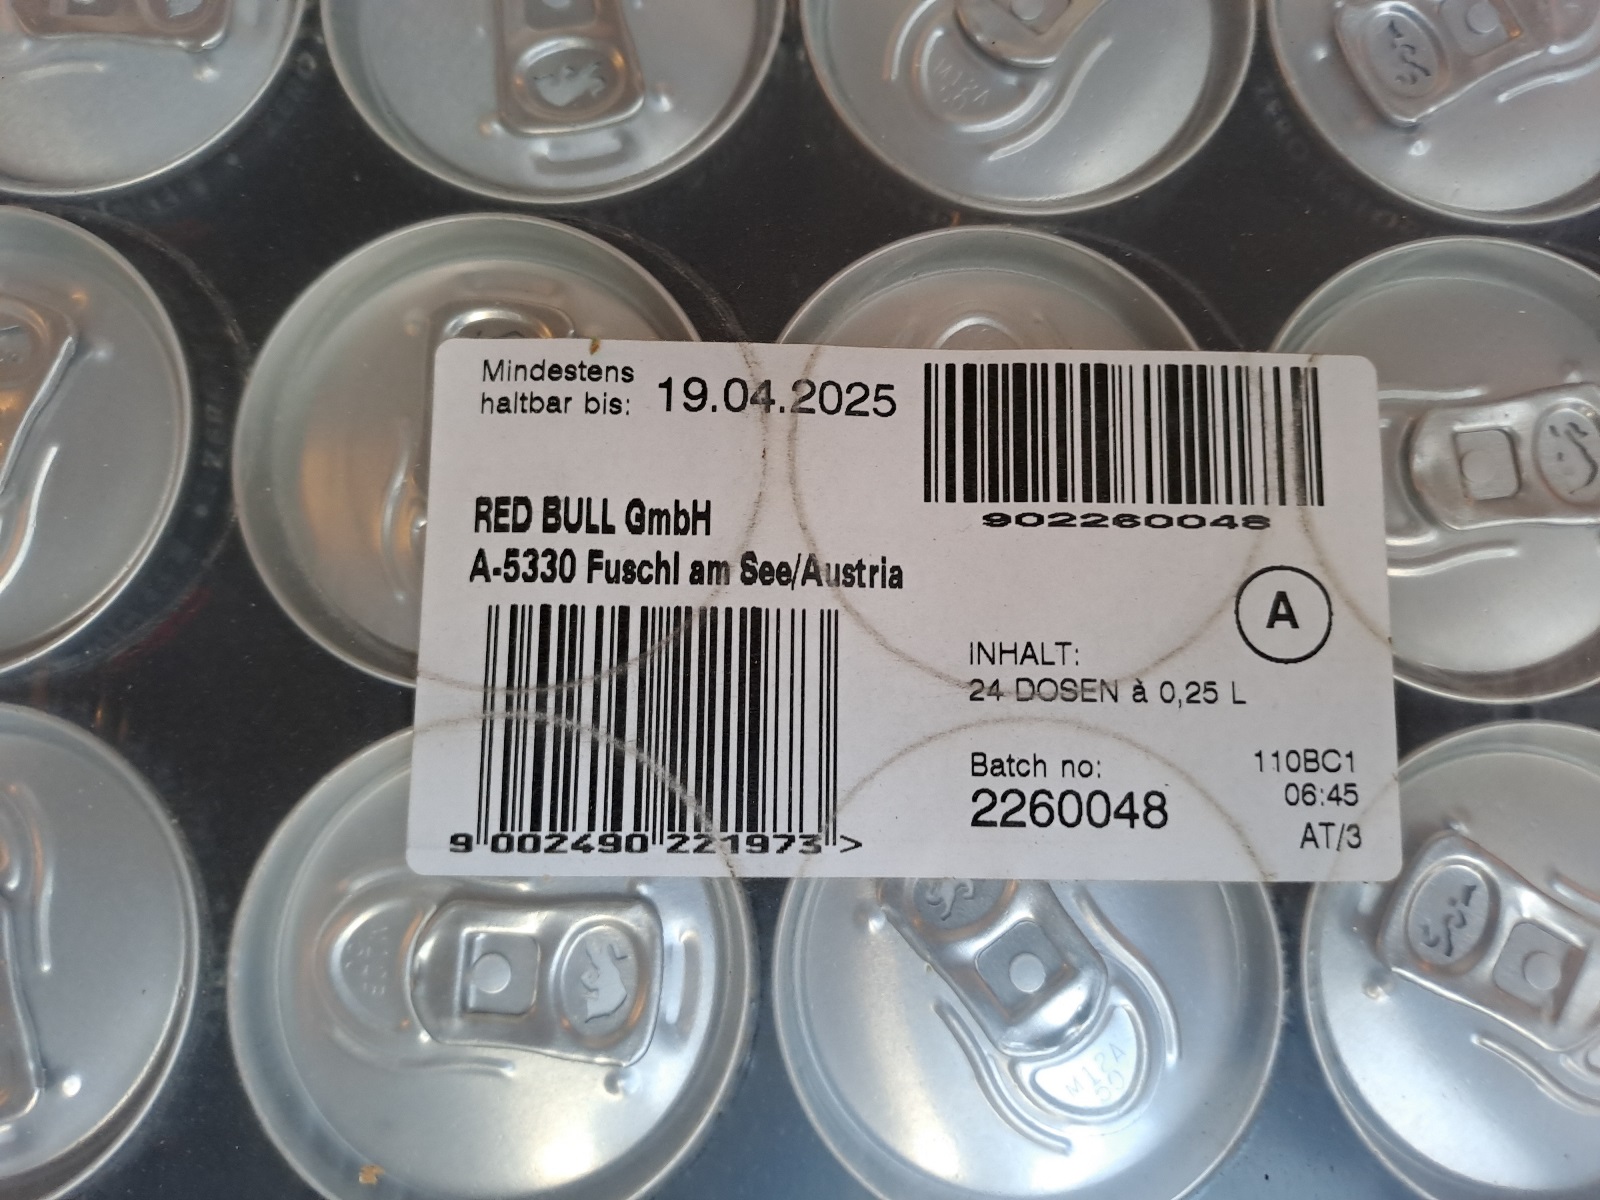 Mindestens
haltbar bis: 19.04.2025
902260048
RED BULL GmbH
A-5330 Fuschl am See/Austria
A
INHALT:
24 DOSEN à 0,25 L
Batch no:
2260048
110BC1
06:45
AT/3
9 002490 221973 >